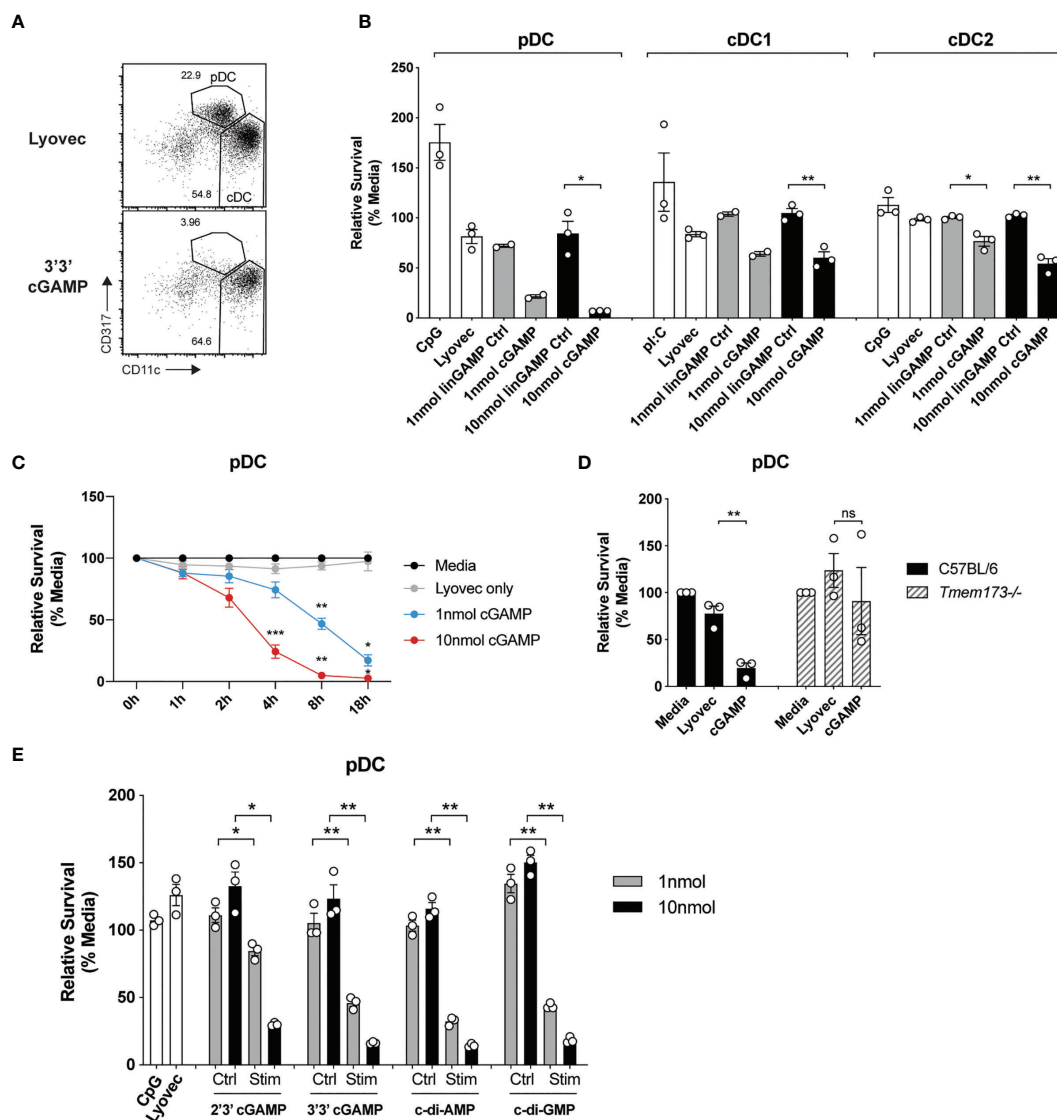 A
22.9
pDC
Lyovec
54.8
cDC
3.96
3'3'
cGAMP
64.6
CD317
CD11c
B
pDC
cDC1
cDC2
Relative Survival
(% Media)
250
200
150
100
50
0
*
**
*
**
CpG
Lyovec
1nmol linGAMP Ctrl
1nmol cGAMP
10nmol linGAMP Ctrl
10nmol cGAMP
pI:C
Lyovec
1nmol linGAMP Ctrl
1nmol cGAMP
10nmol linGAMP Ctrl
10nmol cGAMP
CpG
Lyovec
1nmol linGAMP Ctrl
1nmol cGAMP
10nmol linGAMP Ctrl
10nmol cGAMP
C
pDC
Relative Survival
(% Media)
150
100
50
0
***
**
**
*
*
0h
1h
2h
4h
8h
18h
Media
Lyovec only
1nmol cGAMP
10nmol cGAMP
D
pDC
Relative Survival
(% Media)
200
150
100
50
0
**
ns
Media
Lyovec
cGAMP
Media
Lyovec
cGAMP
C57BL/6
Tmem173-/-
E
pDC
Relative Survival
(% Media)
200
150
100
50
0
*
*
**
**
**
**
**
**
CpG
Lyovec
Ctrl Stim
Ctrl Stim
Ctrl Stim
Ctrl Stim
2'3' cGAMP
3'3' cGAMP
c-di-AMP
c-di-GMP
1nmol
10nmol